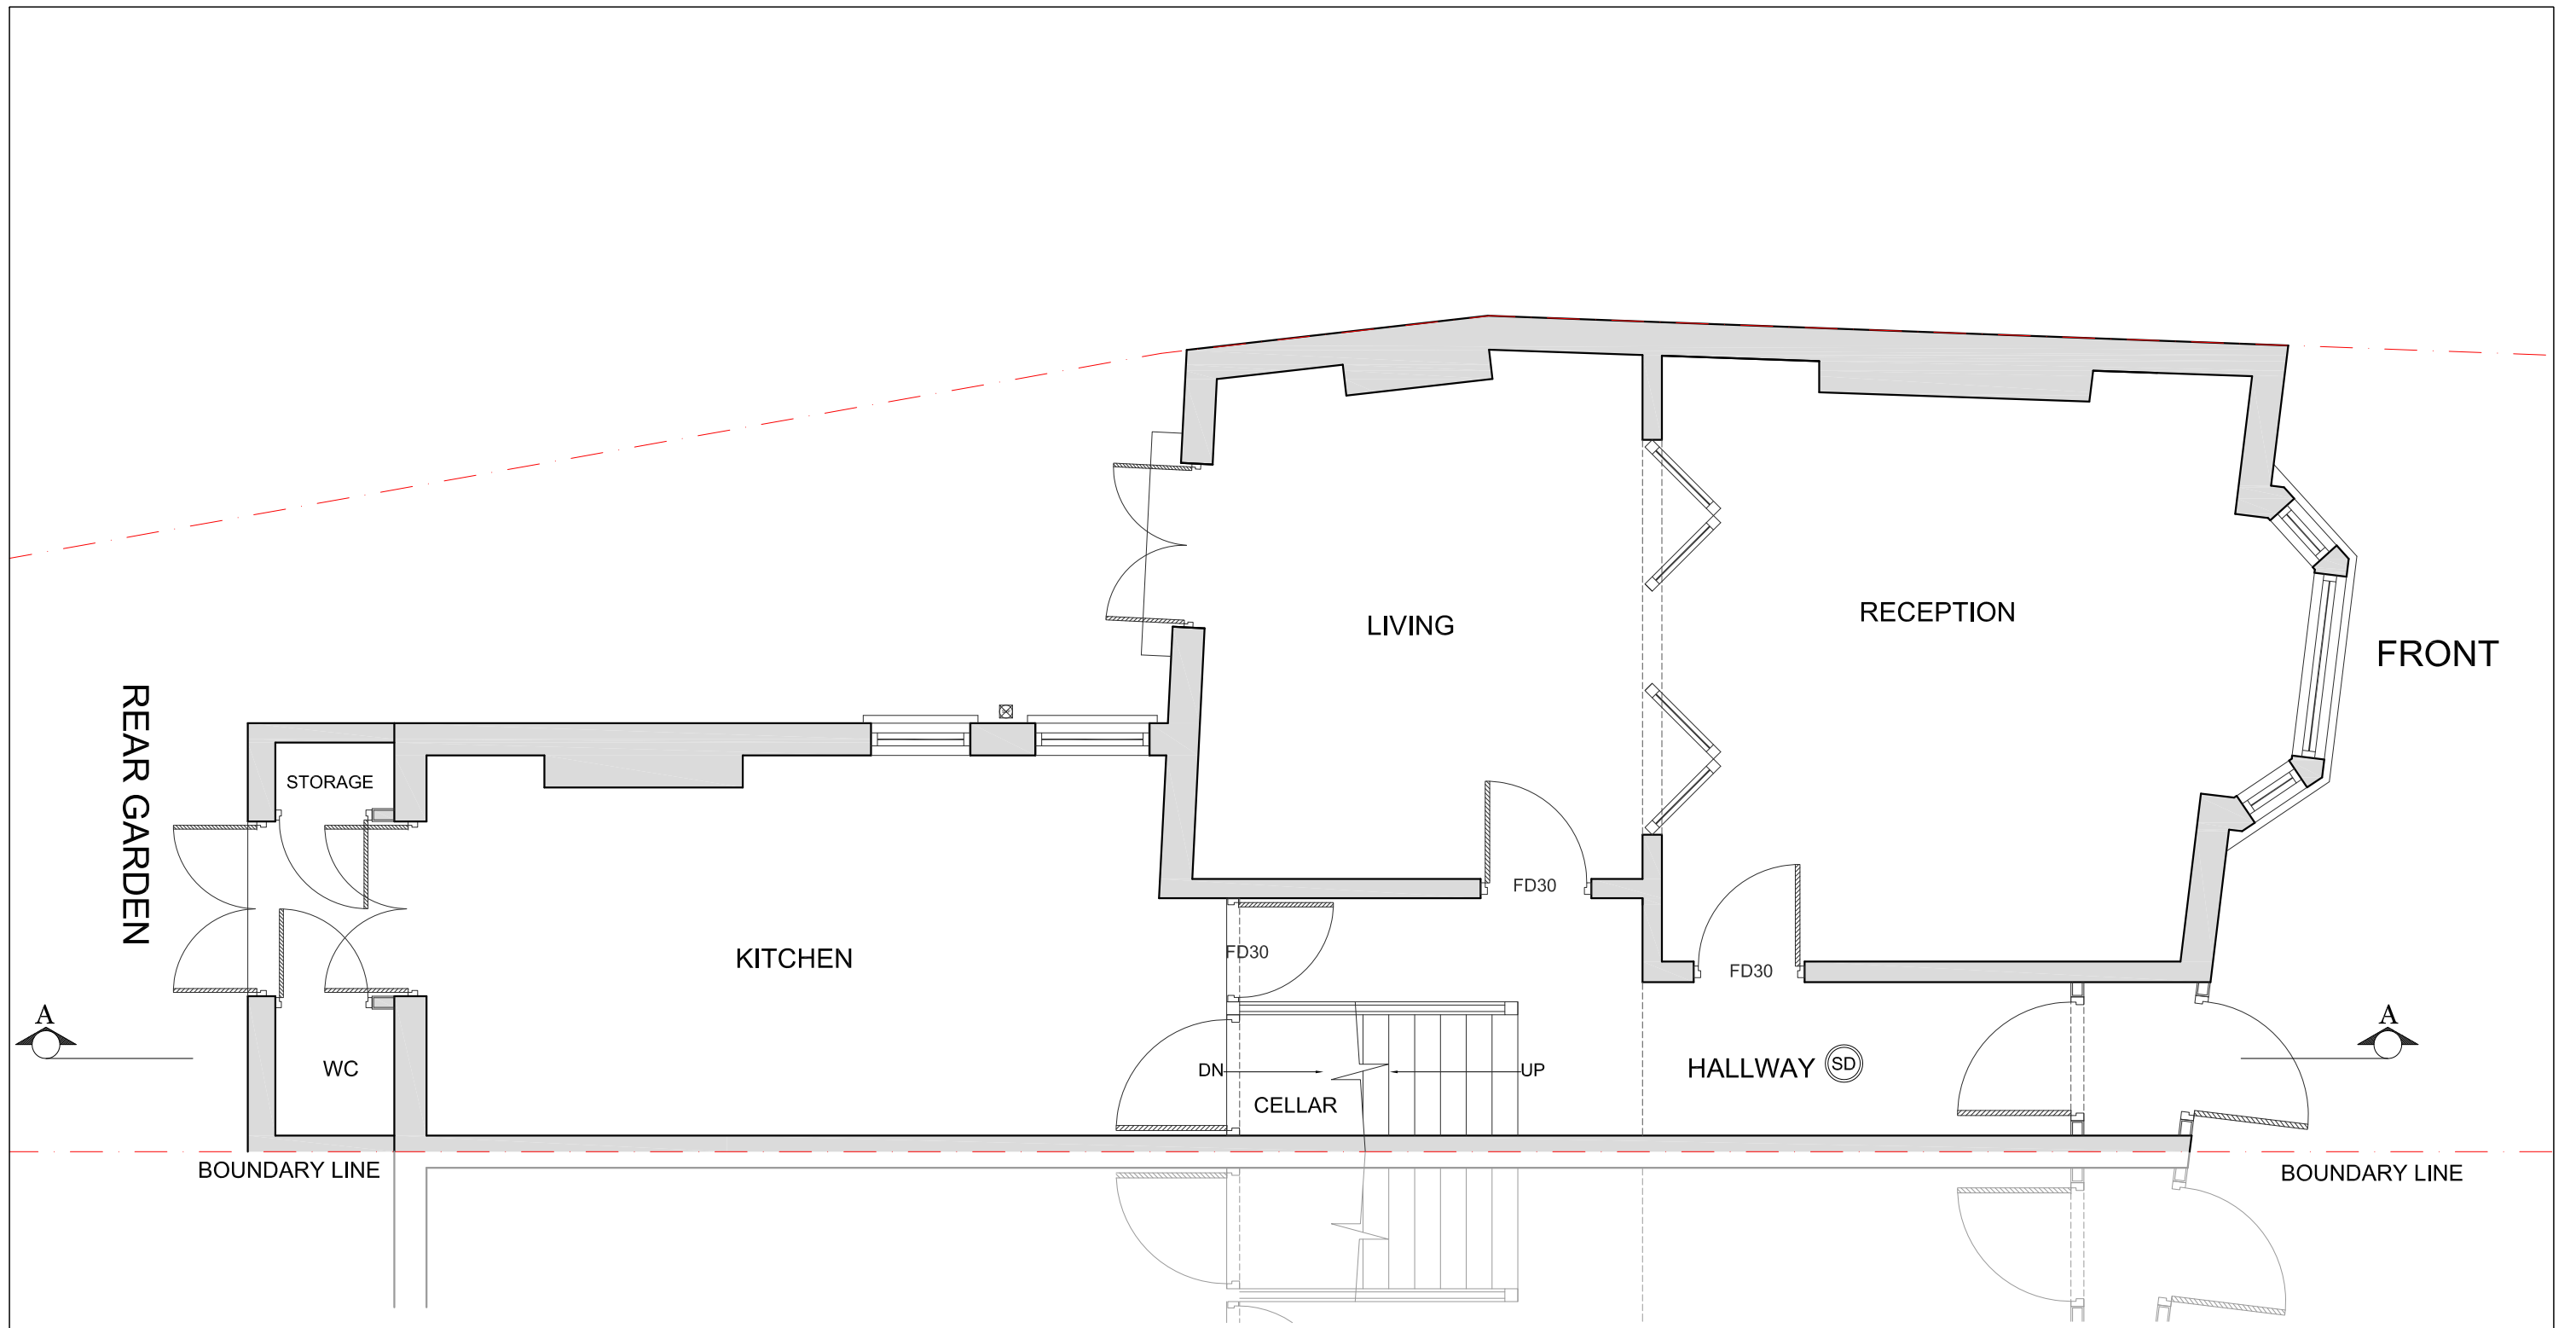 LIVING
RECEPTION
FRONT
REAR GARDEN
STORAGE
FD30
FD30
KITCHEN
FD30
A
A
WC
DN
UP
HALLWAY
SD
CELLAR
BOUNDARY LINE
BOUNDARY LINE